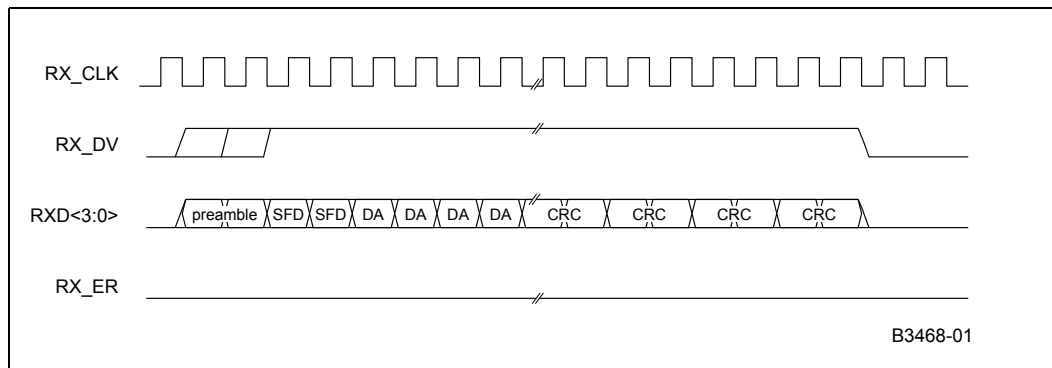 RX_CLK
RX_DV
RXD<3:0> preamble SFD SFD DA DA DA DA CRC CRC CRC CRC
RX_ER
B3468-01